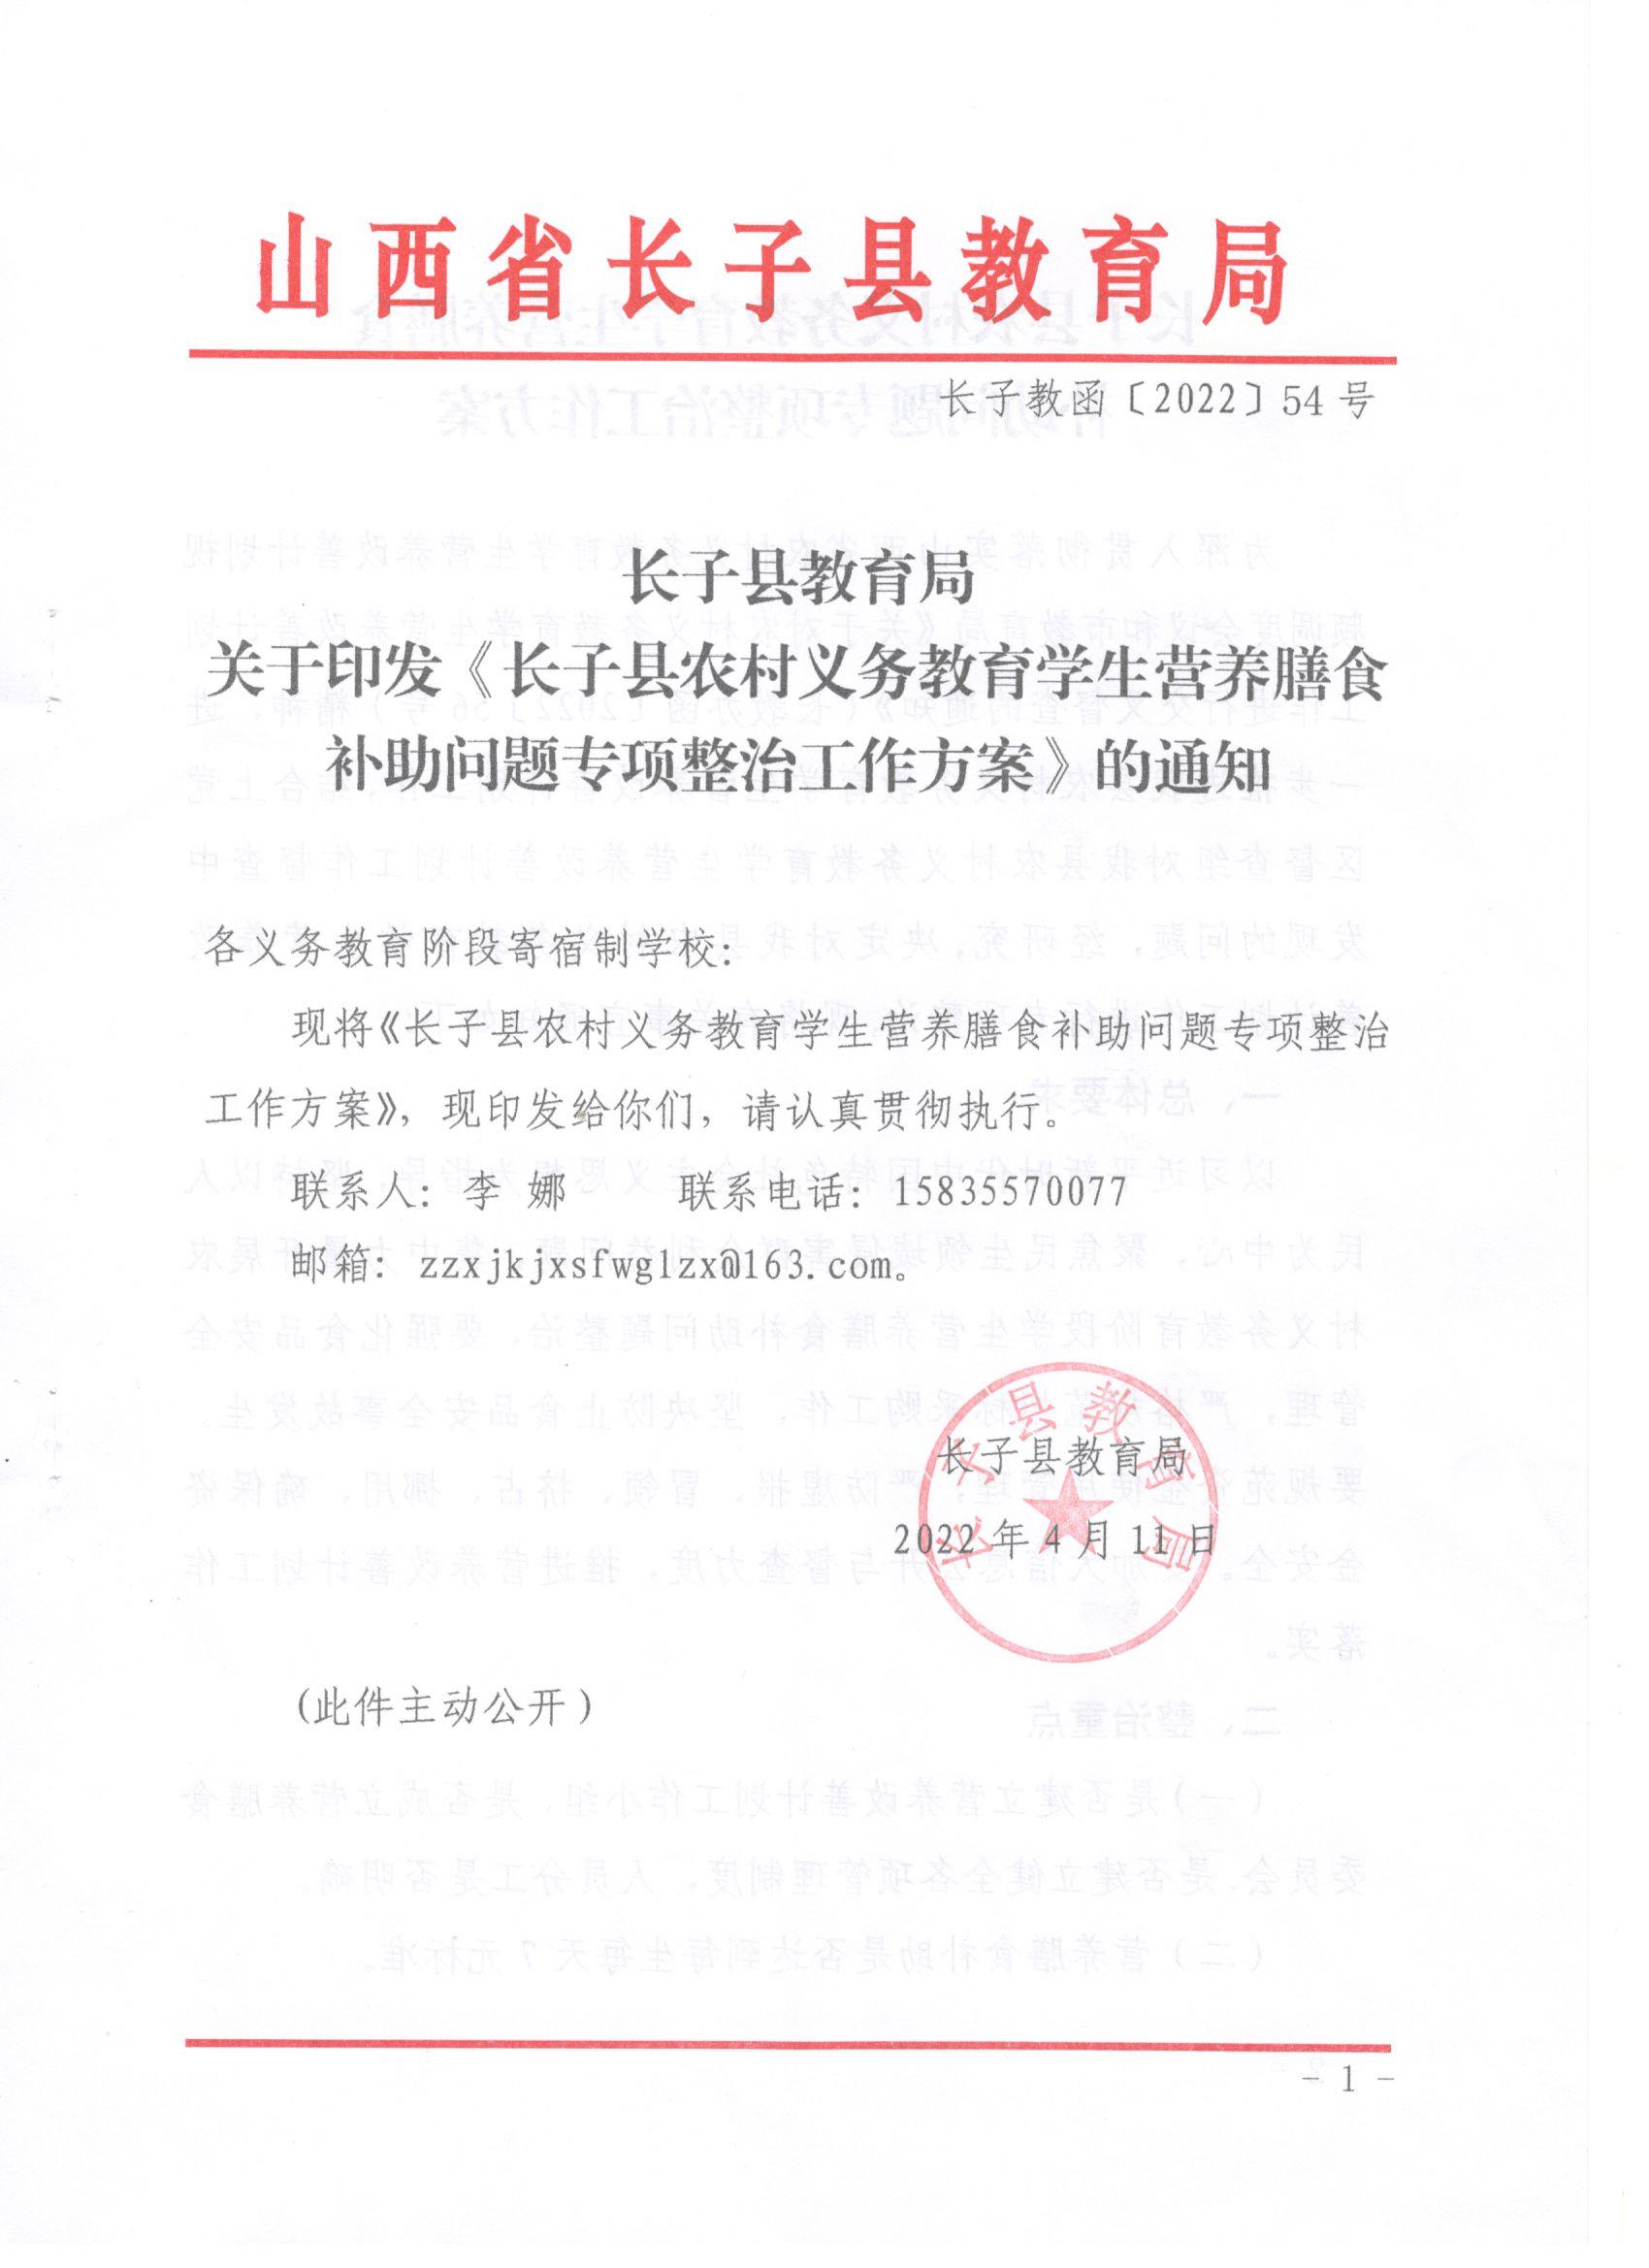 山西省长子县教育局
长子教函〔2022〕54号
长子县教育局
关于印发《长子县农村义务教育学生营养膳食
补助问题专项整治工作方案》的通知
各义务教育阶段寄宿制学校：
现将《长子县农村义务教育学生营养膳食补助问题专项整治
工作方案》，现印发给你们，请认真贯彻执行。
联系人：李 娜 联系电话：15835570077
邮箱：zzxjkjxsfwglzx@163.com。
长子县教育局
长子县教育局
2022年4月11日
(此件主动公开)
- 1 -